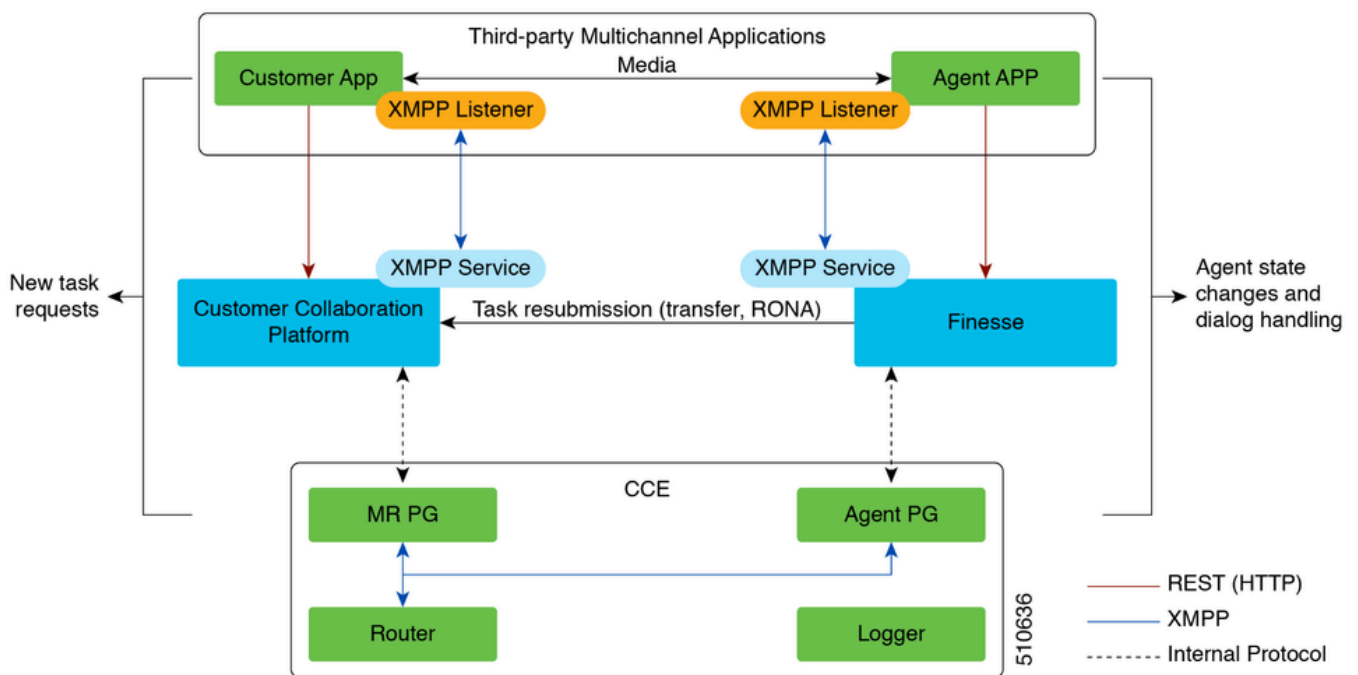 Third-party Multichannel Applications
Customer App
Media
Agent APP
XMPP Listener
XMPP Listener
XMPP Service
XMPP Service
New task
requests
Customer Collaboration
Platform
Task resubmission (transfer, RONA)
Finesse
Agent state
changes and
dialog handling
CCE
MR PG
Agent PG
Router
Logger
510636
REST (HTTP)
XMPP
Internal Protocol